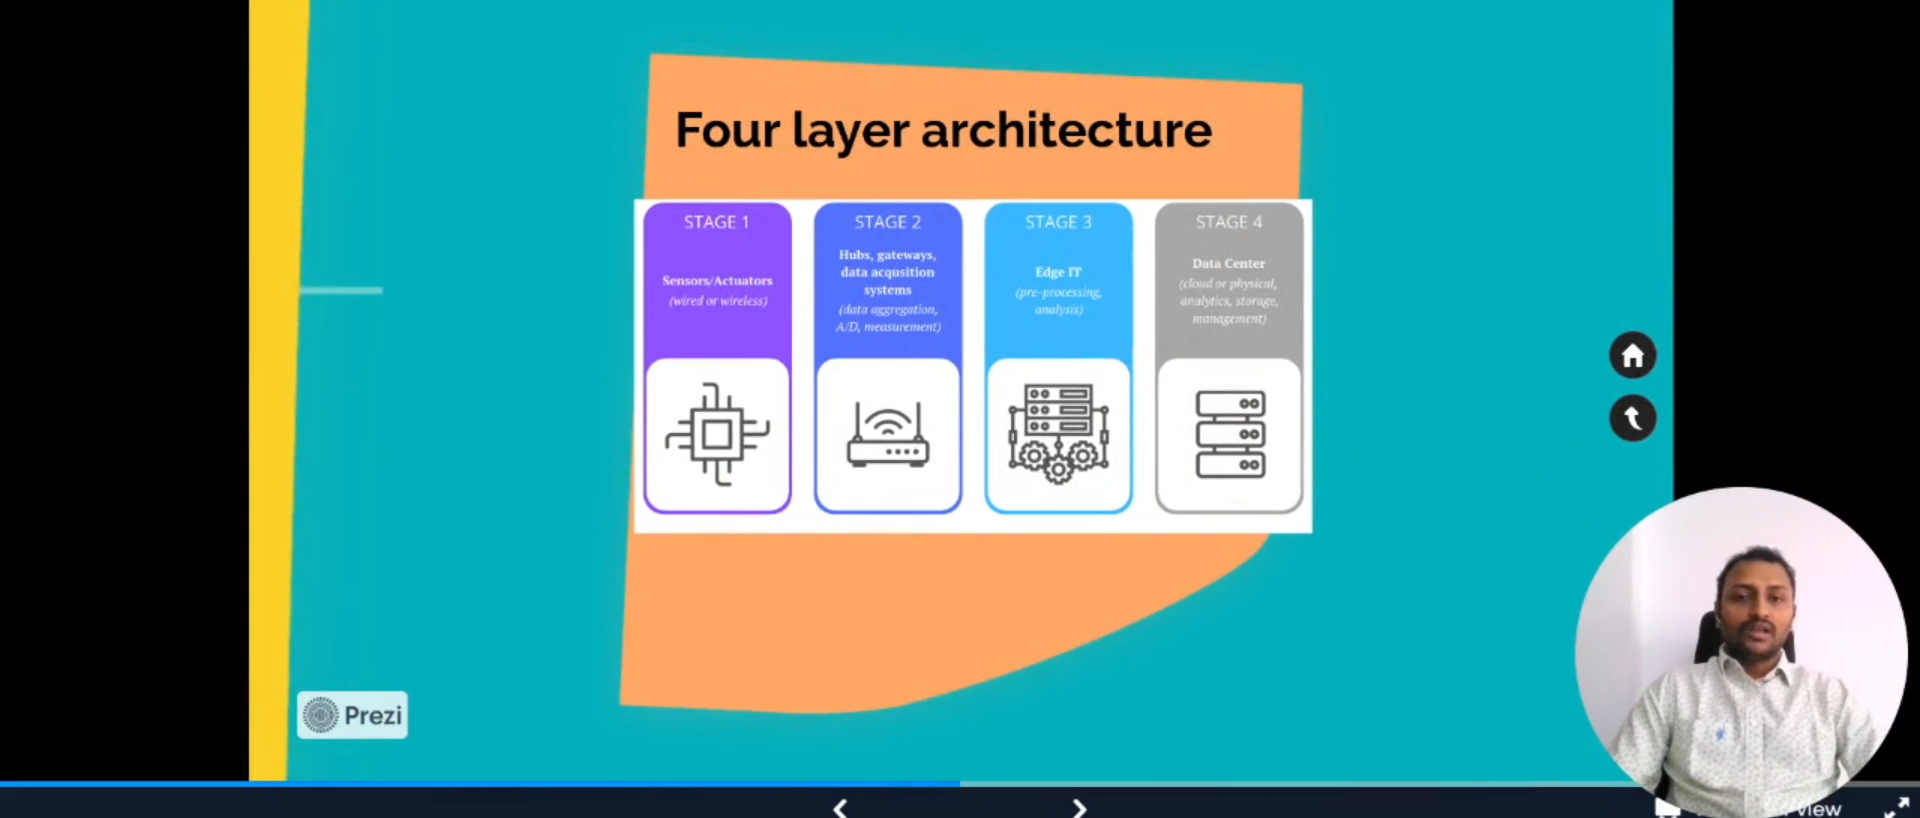 Four layer architecture
STAGE 1
Sensors/Actuators
(wired or wireless)
STAGE 2
Hubs, gateways,
data acqusition
systems
(data aggregation,
A/D, measurement)
STAGE 3
Edge IT
(pre-processing,
analysis)
STAGE 4
Data Center
(cloud or physical,
analytics, storage,
management)
Prezi
view